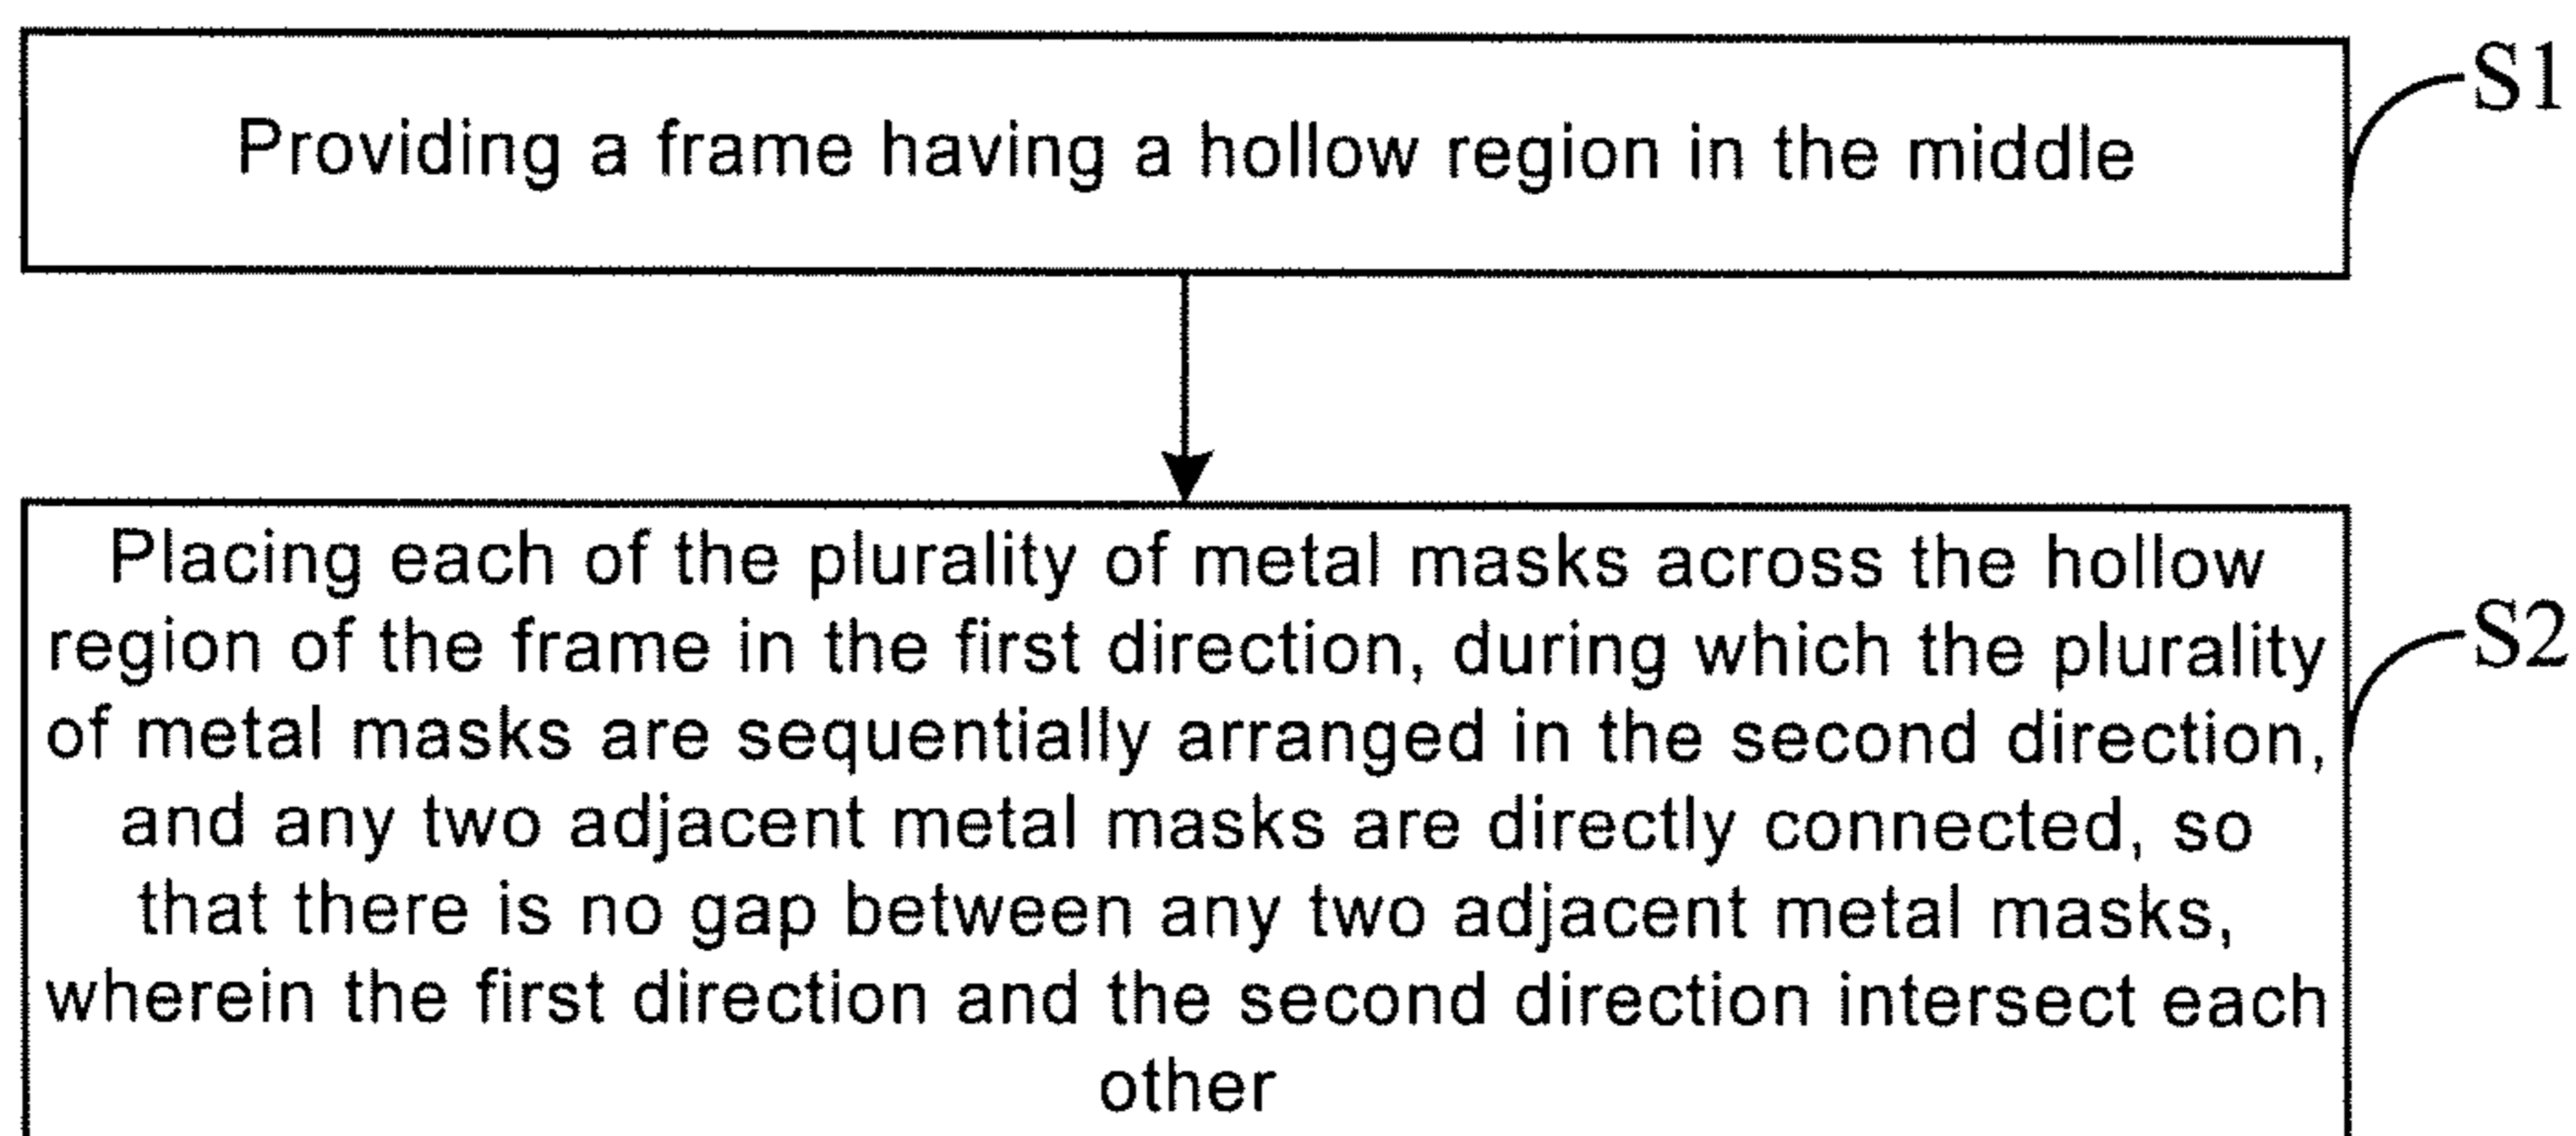 Providing a frame having a hollow region in the middle
S1
Placing each of the plurality of metal masks across the hollow
region of the frame in the first direction, during which the plurality
of metal masks are sequentially arranged in the second direction,
and any two adjacent metal masks are directly connected, so
that there is no gap between any two adjacent metal masks,
wherein the first direction and the second direction intersect each
other
S2